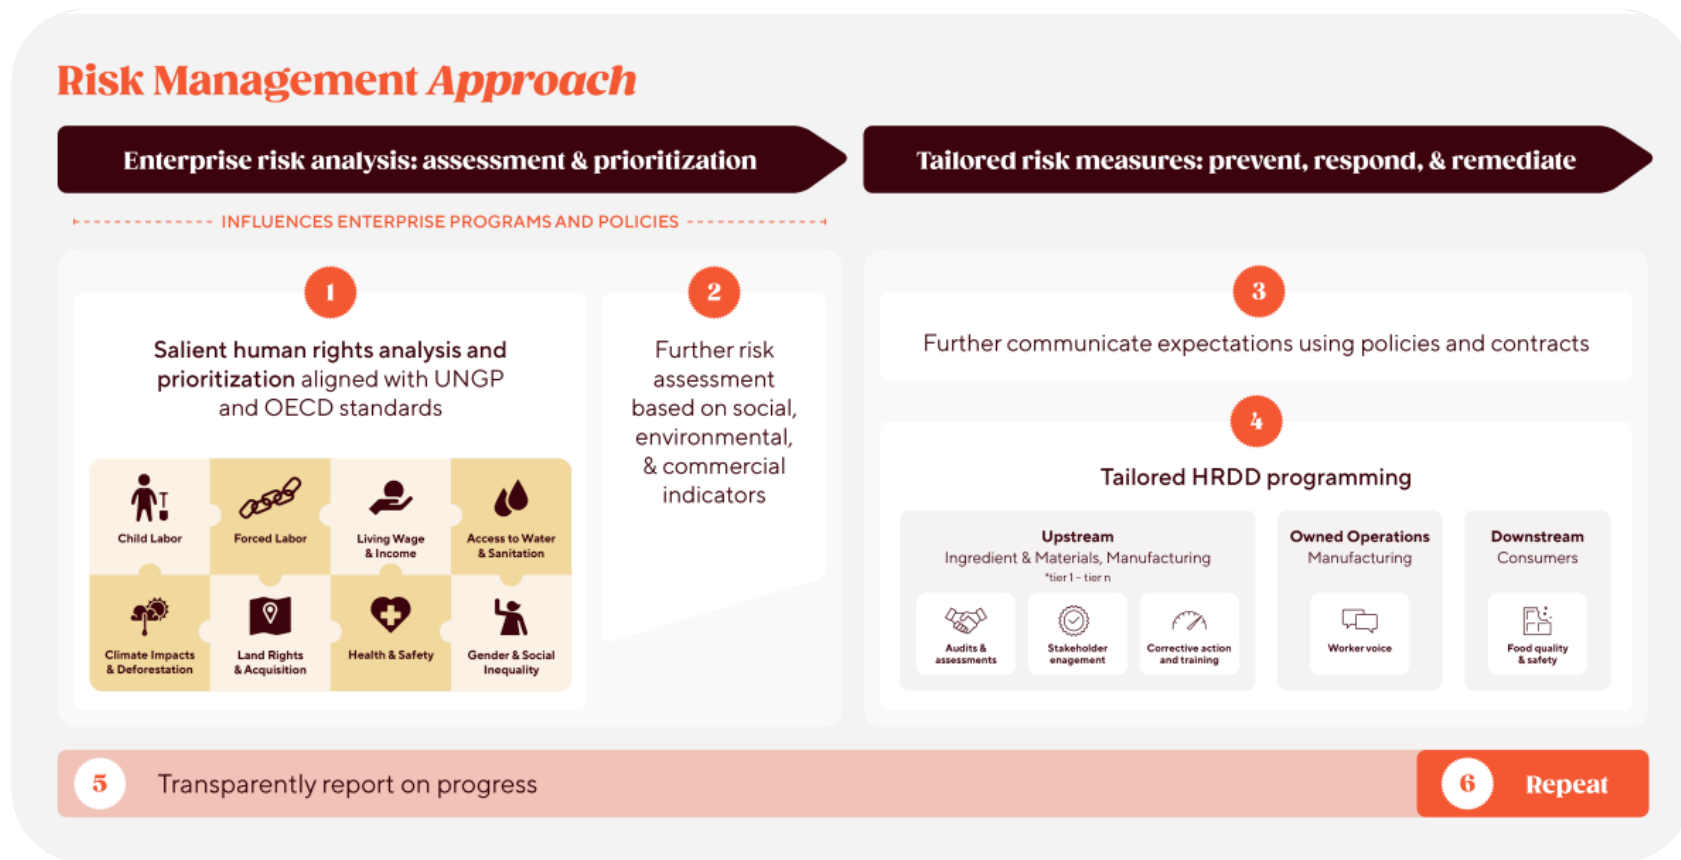 Risk Management Approach
Enterprise risk analysis: assessment & prioritization
Tailored risk measures: prevent, respond, & remediate
INFLUENCES ENTERPRISE PROGRAMS AND POLICIES
1
Salient human rights analysis and
prioritization aligned with UNGP
and OECD standards
Child Labor
Forced Labor
Living Wage
& Income
Access to Water
& Sanitation
Climate Impacts
& Deforestation
Land Rights
& Acquisition
Health & Safety
Gender & Social
Inequality
2
Further risk
assessment
based on social,
environmental,
& commercial
indicators
3
Further communicate expectations using policies and contracts
4
Tailored HRDD programming
Upstream
Ingredient & Materials, Manufacturing
*tier 1 – tier n
Audits &
assessments
Stakeholder
enagement
Corrective action
and training
Owned Operations
Manufacturing
Worker voice
Downstream
Consumers
Food quality
& safety
5
Transparently report on progress
6
Repeat